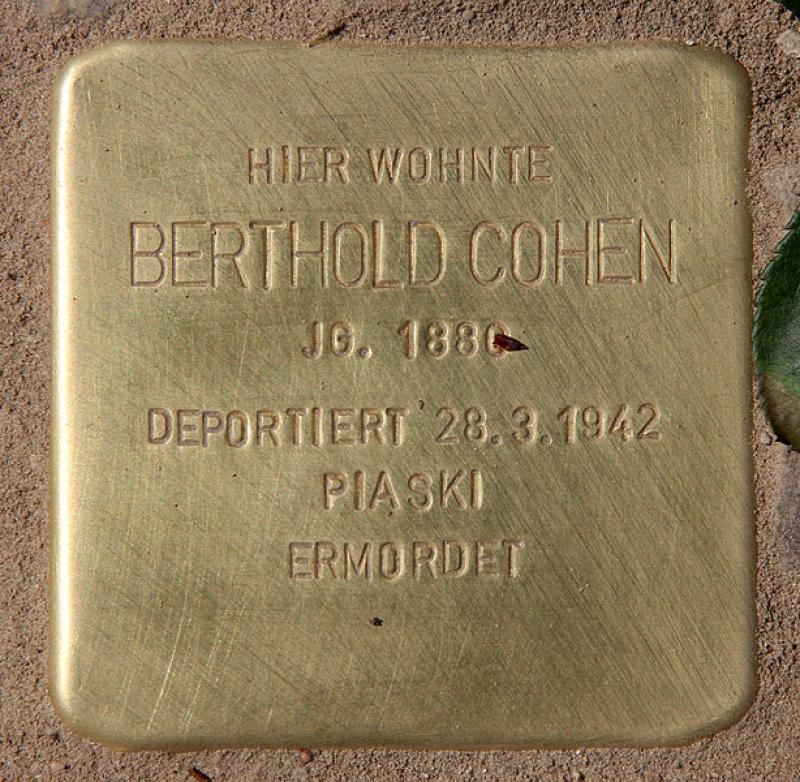 HIER WOHNTE
BERTHOLD COHEN
JG. 1880
DEPORTIERT 28.3.1942
PIASKI
ERMORDET